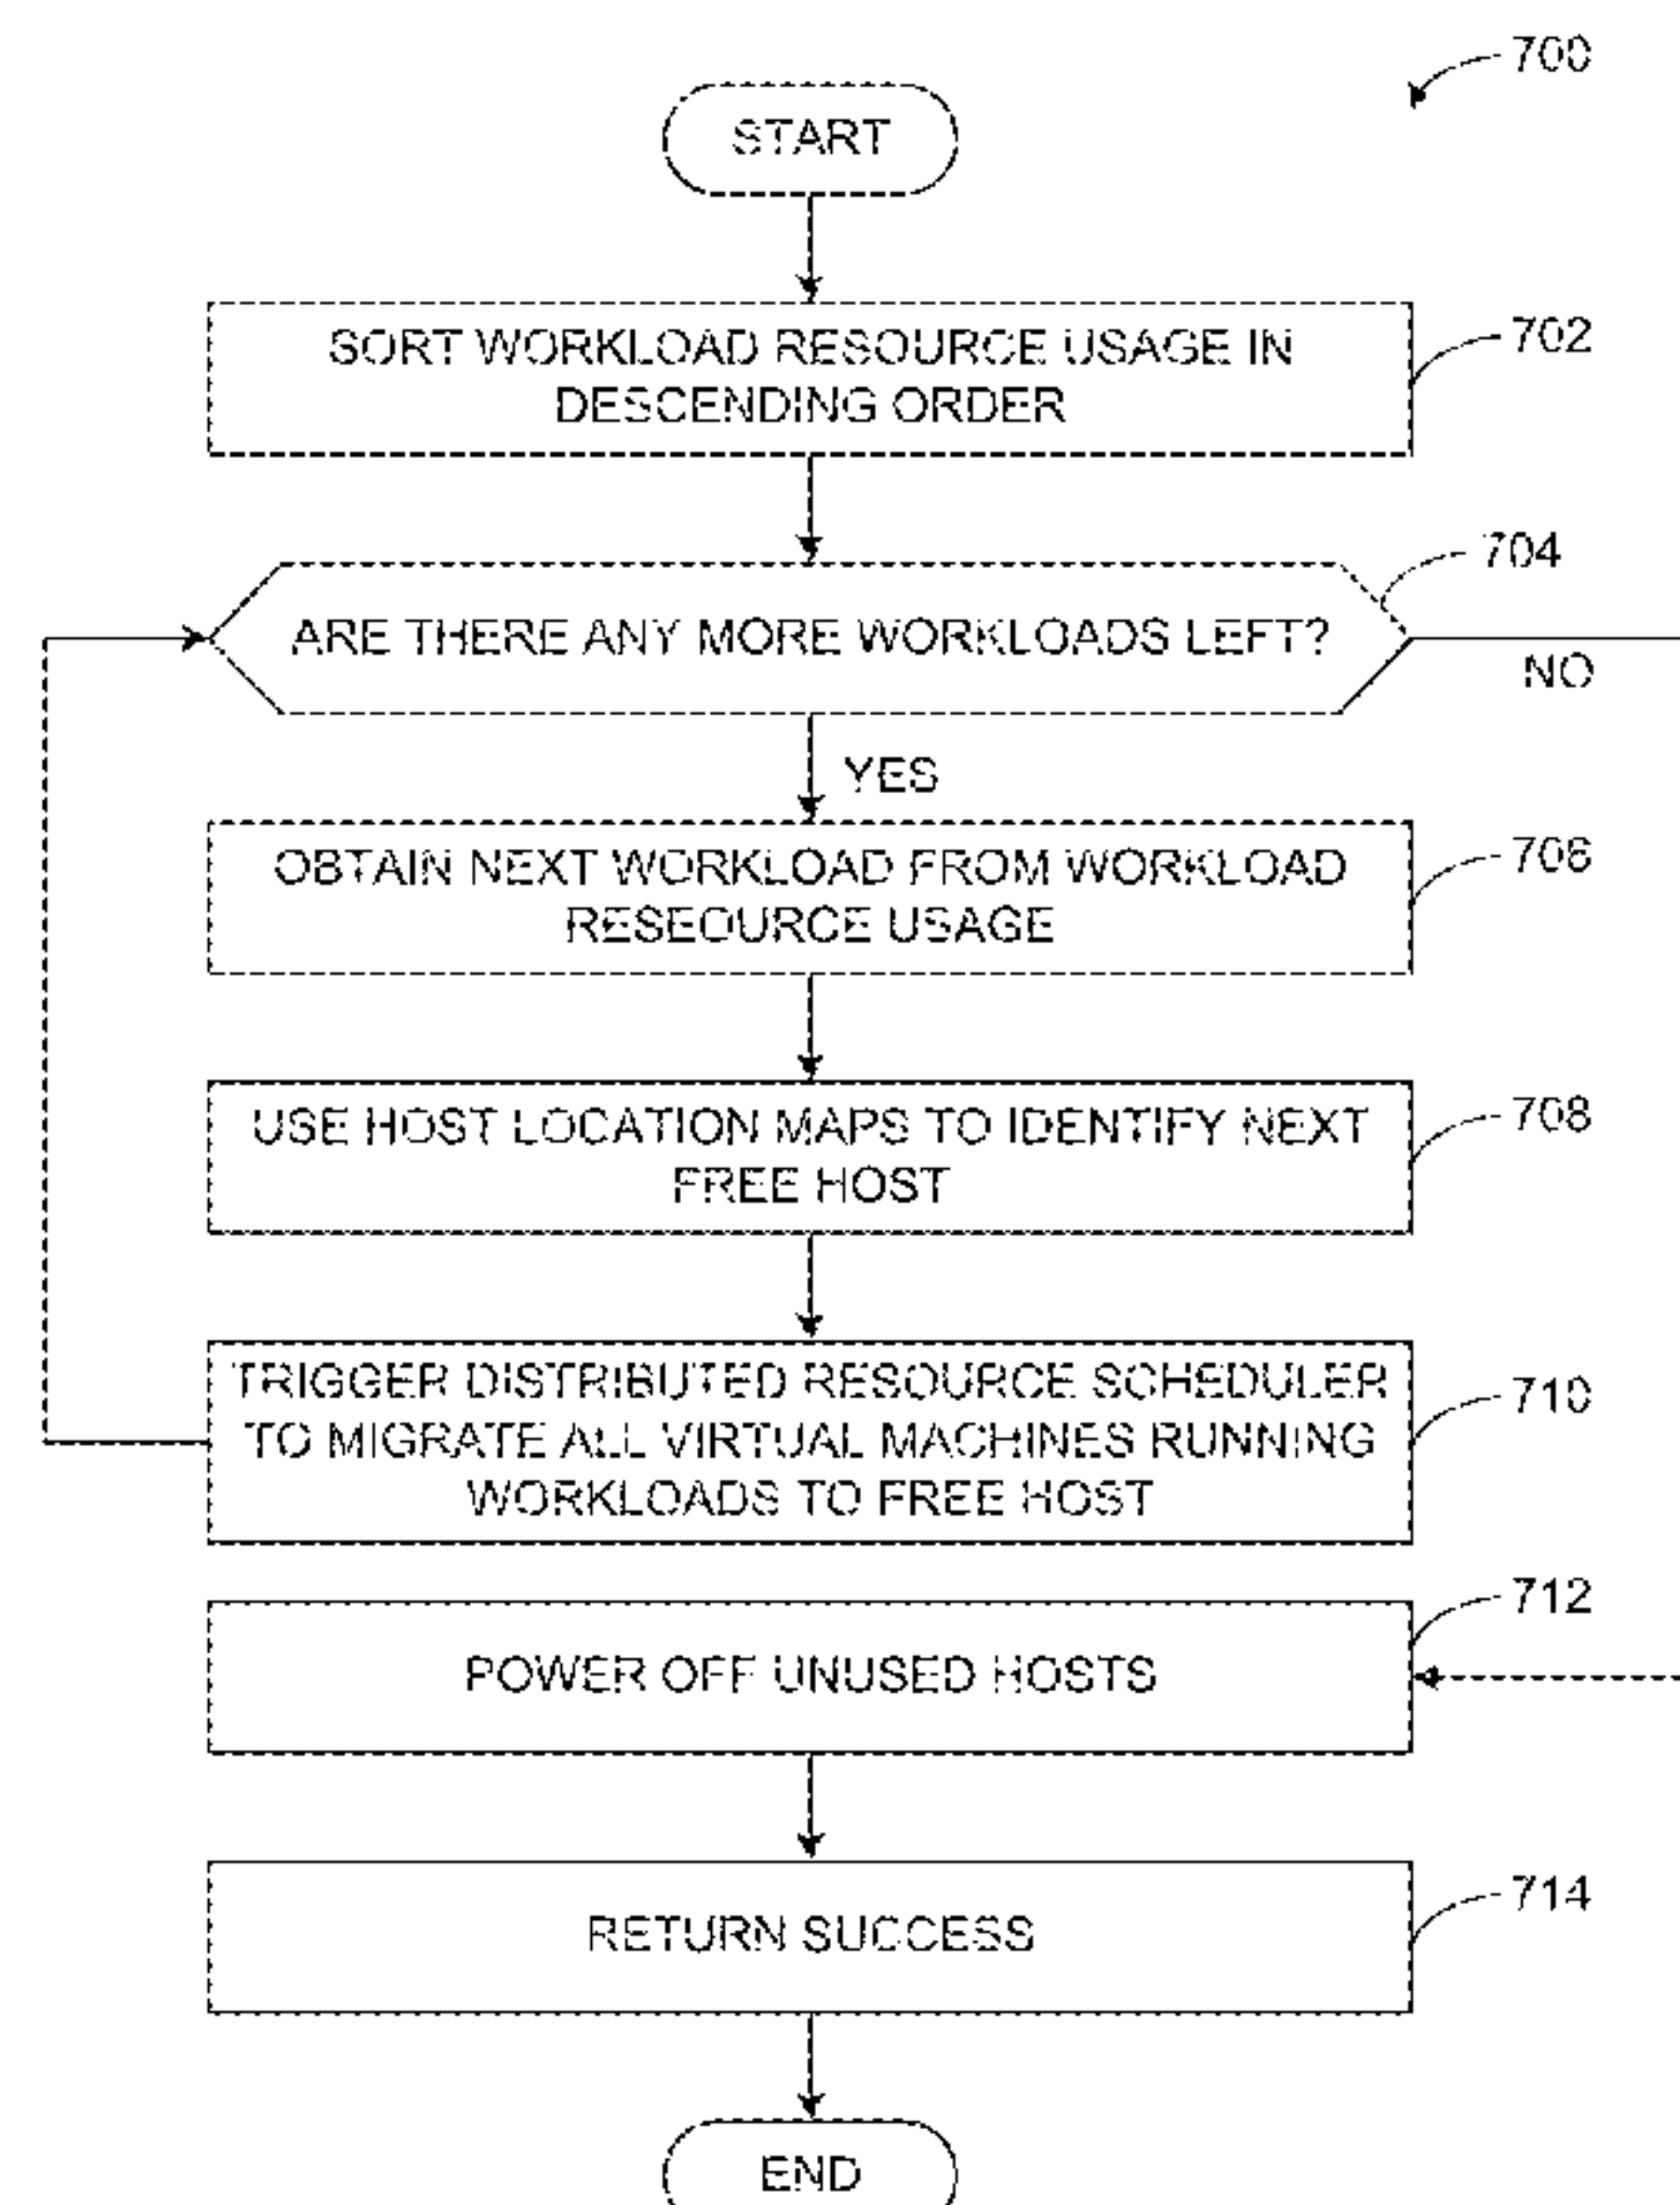 700
START
SORT WORKLOAD RESOURCE USAGE IN
DESCENDING ORDER
702
ARE THERE ANY MORE WORKLOADS LEFT?
704
NO
YES
OBTAIN NEXT WORKLOAD FROM WORKLOAD
RESEOURCE USAGE
706
USE HOST LOCATION MAPS TO IDENTIFY NEXT
FREE HOST
708
TRIGGER DISTRIBUTED RESOURCE SCHEDULER
TO MIGRATE ALL VIRTUAL MACHINES RUNNING
WORKLOADS TO FREE HOST
710
POWER OFF UNUSED HOSTS
712
RETURN SUCCESS
714
END